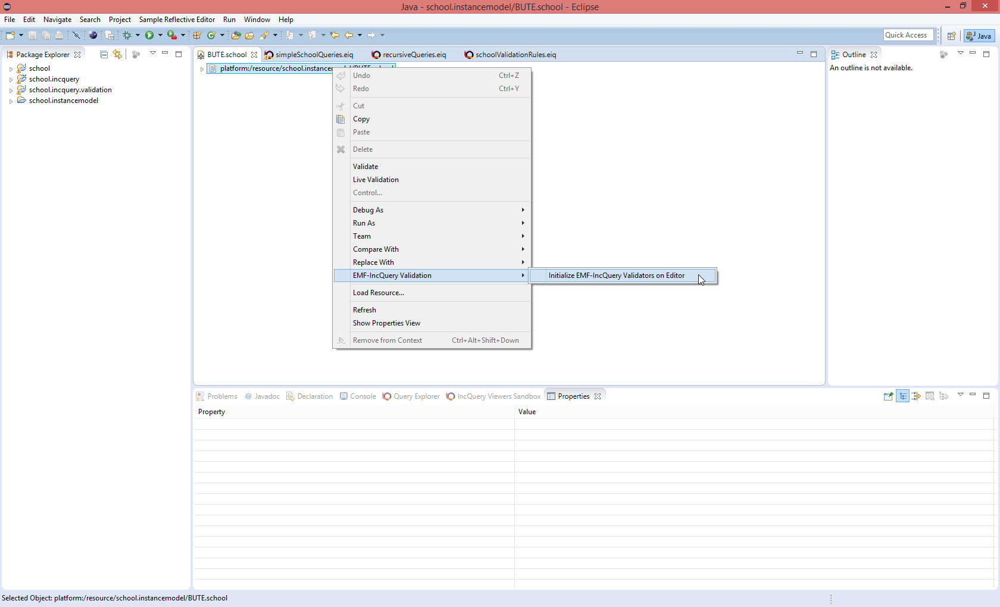 Java - school.instancemodel/BUTE.school - Eclipse
File Edit Navigate Search Project Sample Reflective Editor Run Window Help
Quick Access
Java
Package Explorer
school
school.incquery
school.incquery.validation
school.instancemodel
BUTE.school simpleSchoolQueries.eiq recursiveQueries.eiq schoolValidationRules.eiq
platform:/resource/school.instancemodel/BUTE.school
Undo Ctrl+Z
Redo Ctrl+Y
Cut
Copy
Paste
Delete
Validate
Live Validation
Control...
Debug As
Run As
Team
Compare With
Replace With
EMF-IncQuery Validation
Initialize EMF-IncQuery Validators on Editor
Load Resource...
Refresh
Show Properties View
Remove from Context Ctrl+Alt+Shift+Down
Outline
An outline is not available.
Problems Javadoc Declaration Console Query Explorer IncQuery Viewers Sandbox Properties
Property Value
Selected Object: platform:/resource/school.instancemodel/BUTE.school